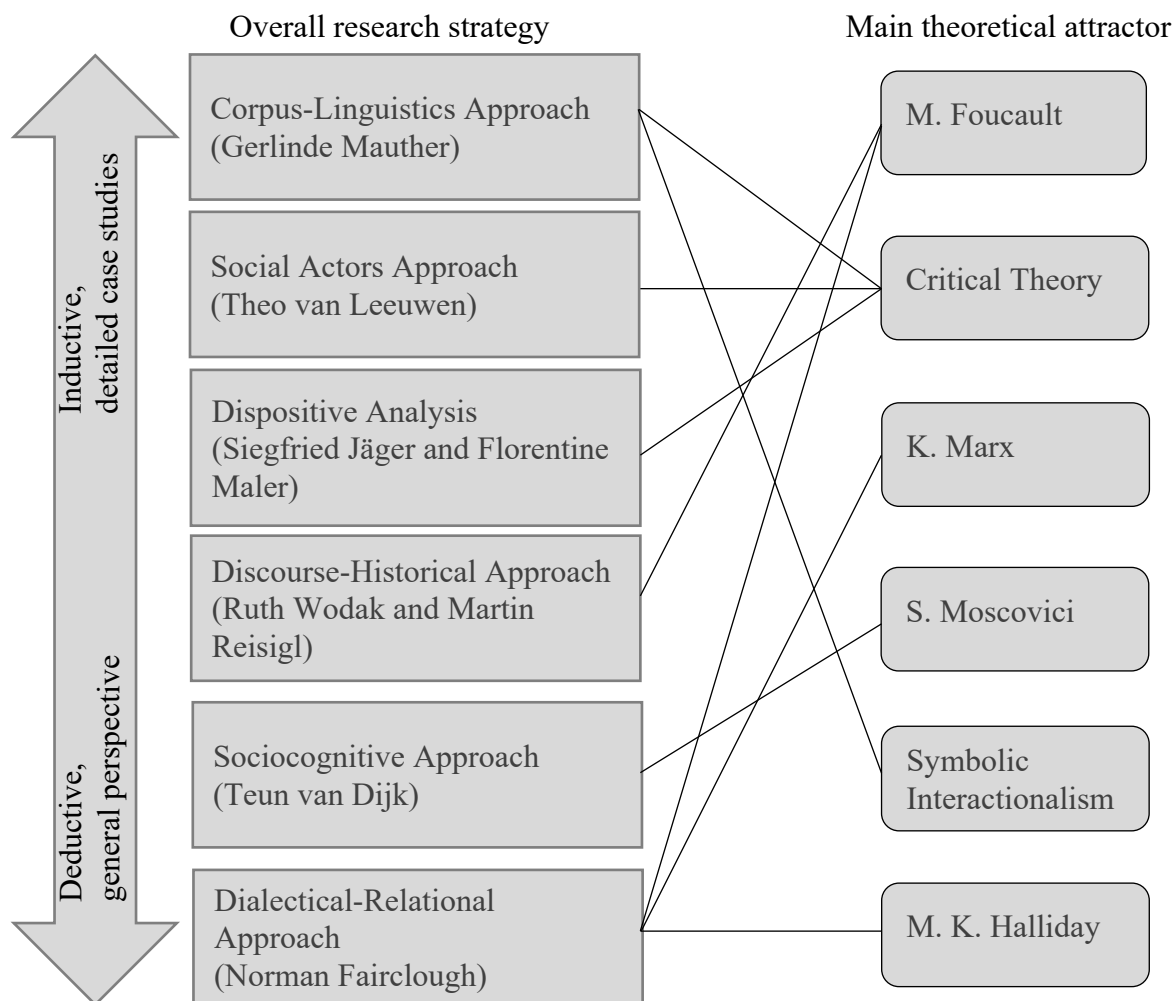 Overall research strategy
Main theoretical attractor
Inductive,
detailed case studies
Deductive,
general perspective
Corpus-Linguistics Approach
(Gerlinde Mauther)
Social Actors Approach
(Theo van Leeuwen)
Dispositive Analysis
(Siegfried Jäger and Florentine
Maler)
Discourse-Historical Approach
(Ruth Wodak and Martin
Reisigl)
Sociocognitive Approach
(Teun van Dijk)
Dialectical-Relational
Approach
(Norman Fairclough)
M. Foucault
Critical Theory
K. Marx
S. Moscovici
Symbolic
Interactionalism
M. K. Halliday